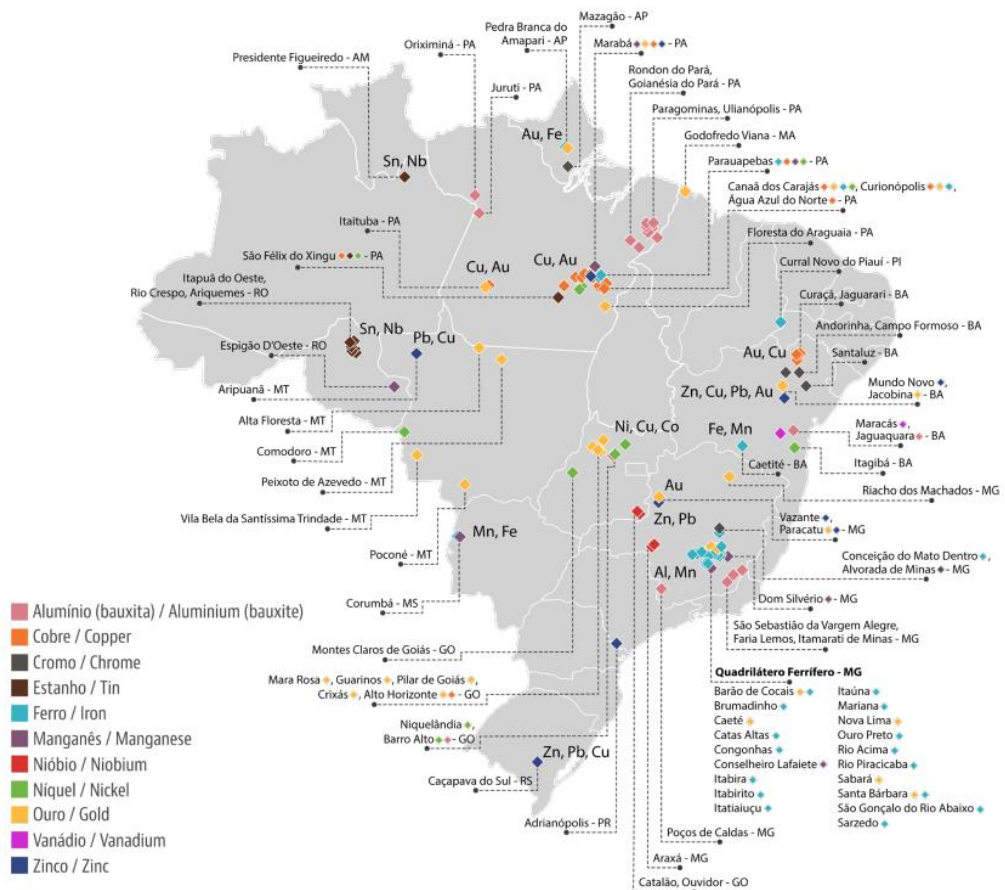 Mazagão - AP
Pedra Branca do
Amapari - AP
Oriximiná - PA
Marabá - PA
Presidente Figueiredo - AM
Rondon do Pará,
Goianésia do Pará - PA
Juruti - PA
Paragominas, Ulianópolis - PA
Au, Fe
Godofredo Viana - MA
Sn, Nb
Parauapebas - PA
Canaã dos Carajás, Curionópolis,
Água Azul do Norte - PA
Itaituba - PA
Floresta do Araguaia - PA
São Félix do Xingu - PA
Cu, Au
Cu, Au
Curral Novo do Piauí - PI
Itapuã do Oeste,
Rio Crespo, Ariquemes - RO
Curaçá, Jaguarari - BA
Sn, Nb
Pb, Cu
Andorinha, Campo Formoso - BA
Espigão D'Oeste - RO
Au, Cu
Santaluz - BA
Aripuanã - MT
Zn, Cu, Pb, Au
Mundo Novo,
Jacobina - BA
Alta Floresta - MT
Ni, Cu, Co
Fe, Mn
Maracás,
Jaguaquara - BA
Comodoro - MT
Caetité - BA
Itagibá - BA
Peixoto de Azevedo - MT
Au
Riacho dos Machados - MG
Vila Bela da Santíssima Trindade - MT
Zn, Pb
Vazante,
Paracatu - MG
Poconé - MT
Mn, Fe
Conceição do Mato Dentro,
Alvorada de Minas - MG
Al, Mn
Corumbá - MS
Dom Silvério - MG
São Sebastião da Vargem Alegre,
Faria Lemos, Itamarati de Minas - MG
Montes Claros de Goiás - GO
Mara Rosa, Guarinos, Pilar de Goiás,
Crixás, Alto Horizonte - GO
Quadrilátero Ferrífero - MG
Barão de Cocais
Brumadinho
Caeté
Catas Altas
Congonhas
Conselheiro Lafaiete
Itabira
Itabirito
Itatiaiuçu
Itaúna
Mariana
Nova Lima
Ouro Preto
Rio Acima
Rio Piracicaba
Sabará
Santa Bárbara
São Gonçalo do Rio Abaixo
Sarzedo
Niquelândia,
Barro Alto - GO
Zn, Pb, Cu
Caçapava do Sul - RS
Adrianópolis - PR
Poços de Caldas - MG
Araxá - MG
Catalão, Ouvidor - GO
Alumínio (bauxita) / Aluminium (bauxite)
Cobre / Copper
Cromo / Chrome
Estanho / Tin
Ferro / Iron
Manganês / Manganese
Nióbio / Niobium
Níquel / Nickel
Ouro / Gold
Vanádio / Vanadium
Zinco / Zinc